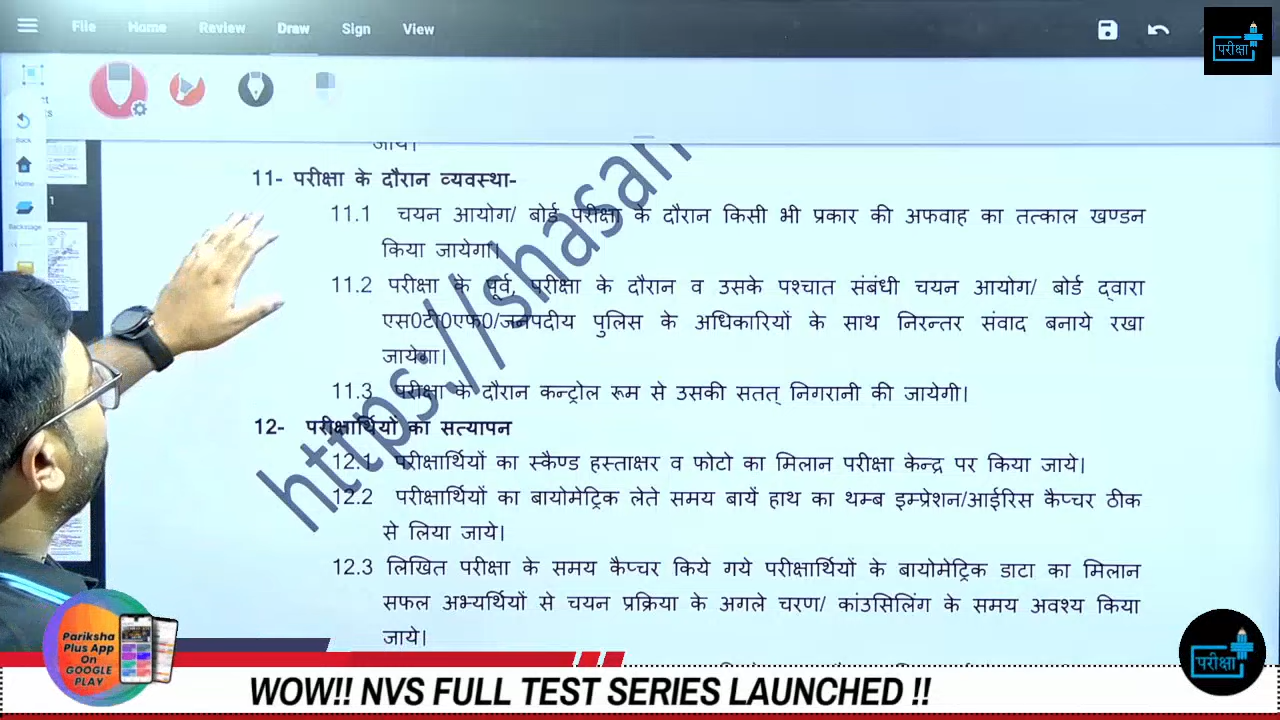 File Home Review Draw Sign View
परीक्षा
Back
Home
Backstage
1
जाये।
11- परीक्षा के दौरान व्यवस्था-
11.1 चयन आयोग/ बोर्ड परीक्षा के दौरान किसी भी प्रकार की अफवाह का तत्काल खण्डन
किया जायेगा।
11.2 परीक्षा के पूर्व, परीक्षा के दौरान व उसके पश्चात संबंधी चयन आयोग/ बोर्ड द्वारा
एस0टी0एफ0/जनपदीय पुलिस के अधिकारियों के साथ निरन्तर संवाद बनाये रखा
जायेगा।
11.3 परीक्षा के दौरान कन्ट्रोल रूम से उसकी सतत् निगरानी की जायेगी।
12- परीक्षार्थियों का सत्यापन
12.1 परीक्षार्थियों का स्कैण्ड हस्ताक्षर व फोटो का मिलान परीक्षा केन्द्र पर किया जाये।
12.2 परीक्षार्थियों का बायोमेट्रिक लेते समय बायें हाथ का थम्ब इम्प्रेशन/आईरिस कैप्चर ठीक
से लिया जाये।
12.3 लिखित परीक्षा के समय कैप्चर किये गये परीक्षार्थियों के बायोमेट्रिक डाटा का मिलान
सफल अभ्यर्थियों से चयन प्रक्रिया के अगले चरण/ कांउसिलिंग के समय अवश्य किया
जाये।
https://shasan
Pariksha
Plus App
On
GOOGLE
PLAY
परीक्षा
WOW!! NVS FULL TEST SERIES LAUNCHED !!